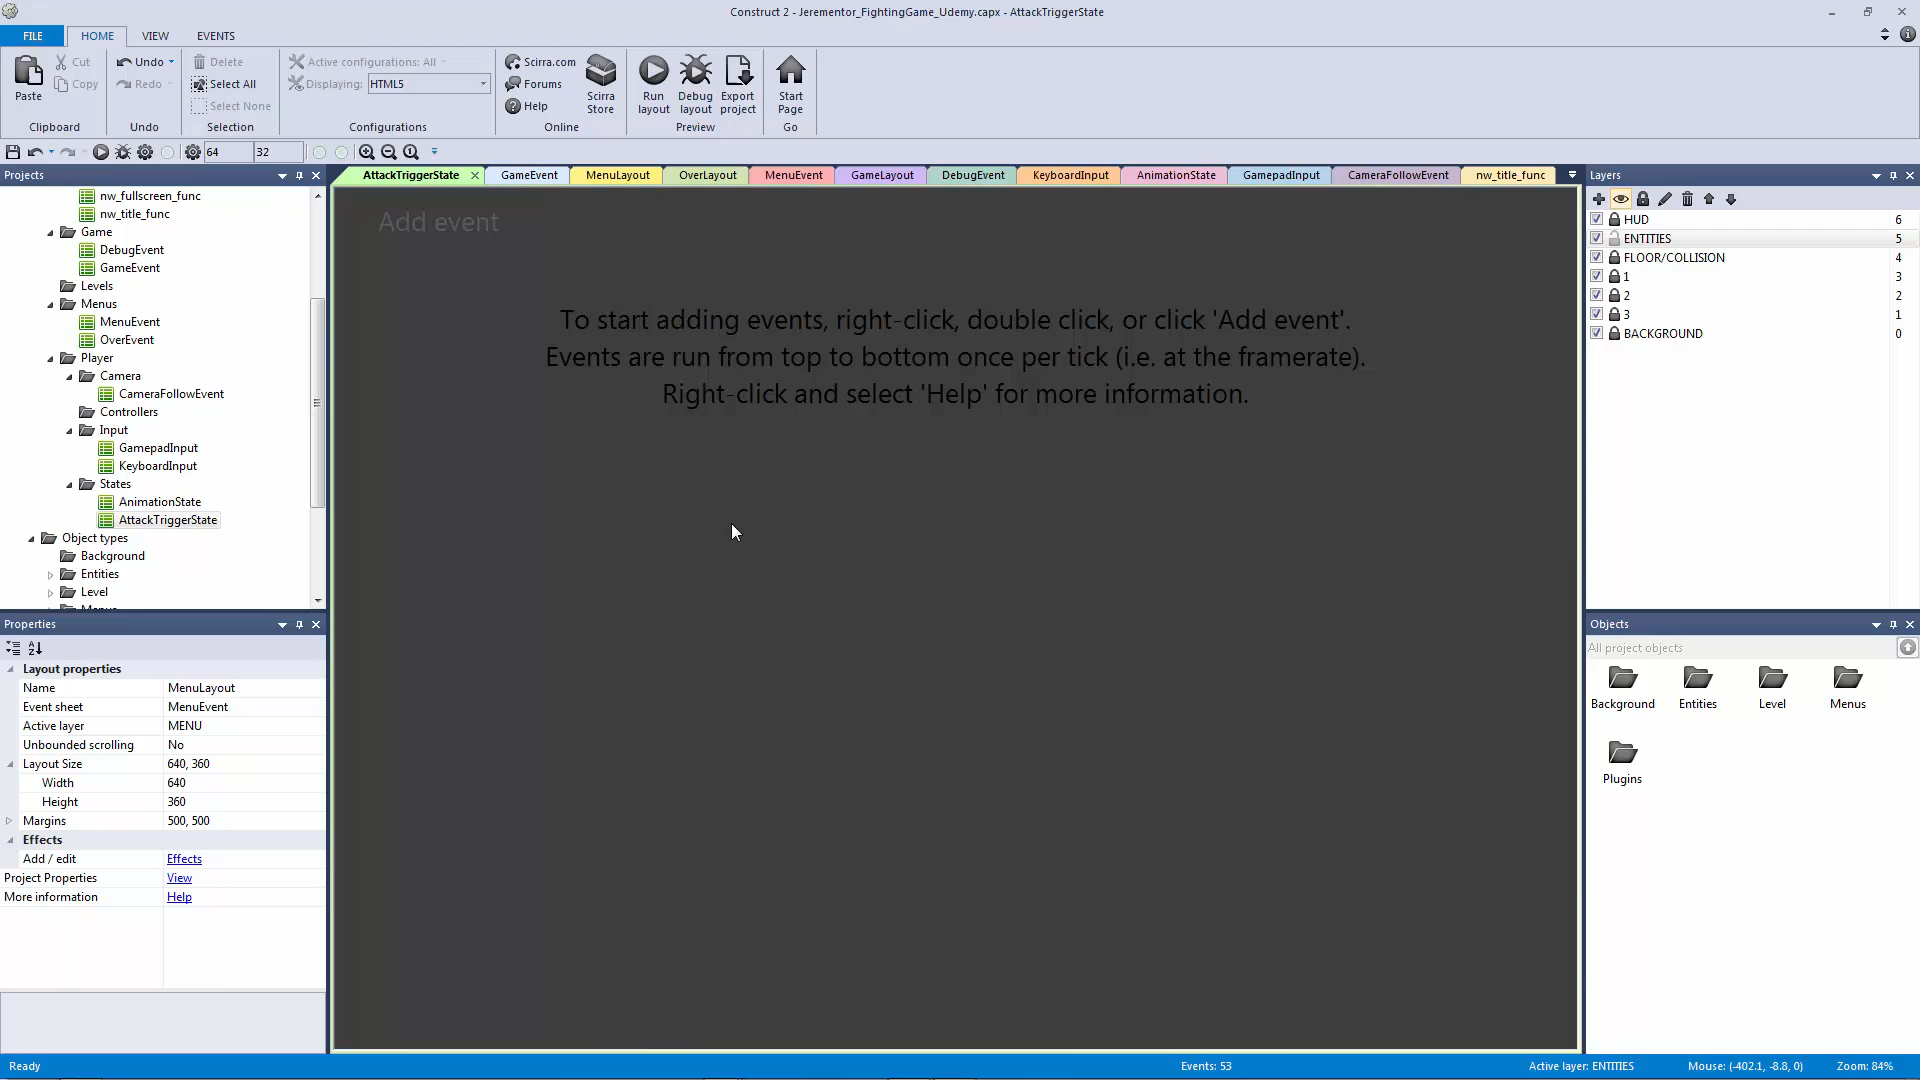 Construct 2 - Jerementor_FightingGame_Udemy.capx - AttackTriggerState
FILE HOME VIEW EVENTS
Paste Cut Copy Clipboard
Undo Redo Undo
Delete Select All Select None Selection
Active configurations: All
Displaying: HTML5
Configurations
Scirra.com Forums Help
Scirra Store
Online
Run layout Debug layout Export project
Preview
Start Page
Go
64 32
Projects
nw_fullscreen_func
nw_title_func
Game
DebugEvent
GameEvent
Levels
Menus
MenuEvent
OverEvent
Player
Camera
CameraFollowEvent
Controllers
Input
GamepadInput
KeyboardInput
States
AnimationState
AttackTriggerState
Object types
Background
Entities
Level
Properties
Layout properties
Name MenuLayout
Event sheet MenuEvent
Active layer MENU
Unbounded scrolling No
Layout Size 640, 360
Width 640
Height 360
Margins 500, 500
Effects
Add / edit Effects
Project Properties View
More information Help
AttackTriggerState GameEvent MenuLayout OverLayout MenuEvent GameLayout DebugEvent KeyboardInput AnimationState GamepadInput CameraFollowEvent nw_title_func
Add event
To start adding events, right-click, double click, or click 'Add event'.
Events are run from top to bottom once per tick (i.e. at the framerate).
Right-click and select 'Help' for more information.
Layers
HUD 6
ENTITIES 5
FLOOR/COLLISION 4
1 3
2 2
3 1
BACKGROUND 0
Objects
All project objects
Background Entities Level Menus
Plugins
Ready Events: 53 Active layer: ENTITIES Mouse: (-402.1, -8.8, 0) Zoom: 84%